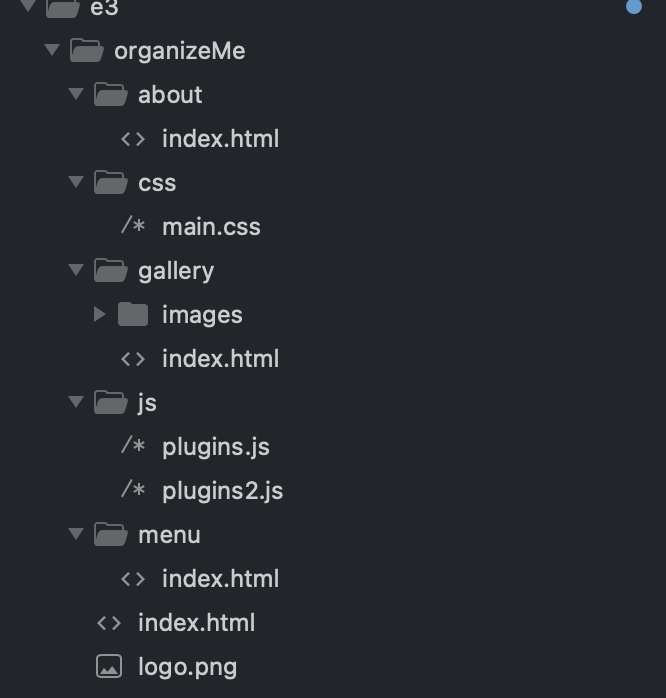 e3
organizeMe
about
<> index.html
css
/* main.css
gallery
images
<> index.html
js
/* plugins.js
/* plugins2.js
menu
<> index.html
<> index.html
logo.png